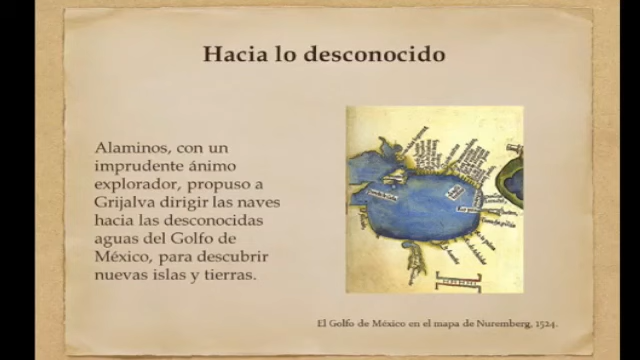 Hacia lo desconocido
Alaminos, con un
imprudente ánimo
explorador, propuso a
Grijalva dirigir las naves
hacia las desconocidas
aguas del Golfo de
México, para descubrir
nuevas islas y tierras.
El Golfo de México en el mapa de Nuremberg, 1524.